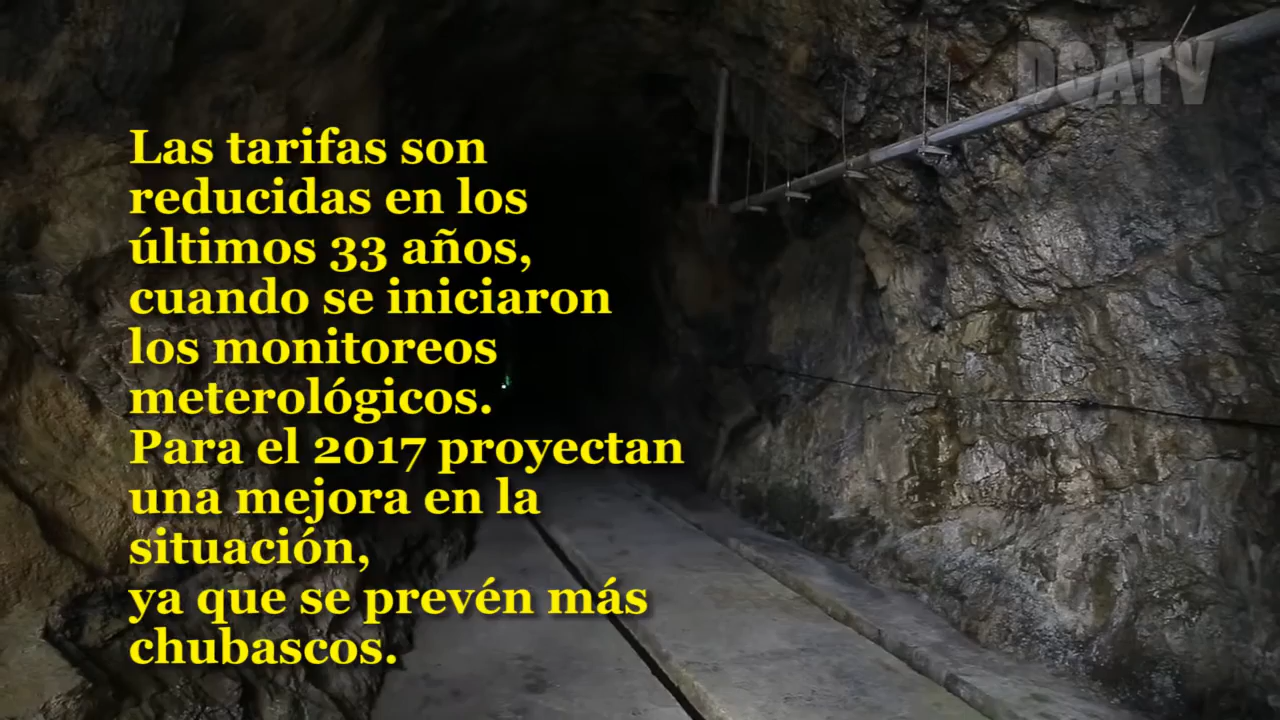 DCATV
Las tarifas son
reducidas en los
últimos 33 años,
cuando se iniciaron
los monitoreos
meterológicos.
Para el 2017 proyectan
una mejora en la
situación,
ya que se prevén más
chubascos.